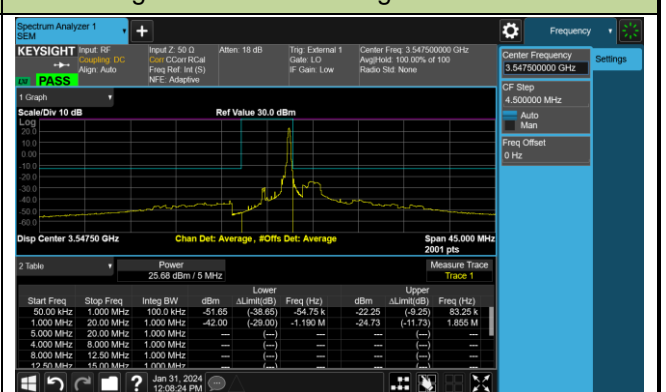 Spectrum Analyzer 1
SEM
Frequency
KEYSIGHT
Input: RF
Coupling: DC
Align: Auto
Input Z: 50 Ω
Corr CCorr RCal
Freq Ref: Int (S)
NFE: Adaptive
Atten: 18 dB
Trig: External 1
Gate: LO
IF Gain: Low
Center Freq: 3.547500000 GHz
Avg|Hold: 100.00% of 100
Radio Std: None
PASS
Center Frequency
3.547500000 GHz
Settings
CF Step
4.500000 MHz
Auto
Man
Freq Offset
0 Hz
1 Graph
Scale/Div 10 dB
Ref Value 30.0 dBm
Log
20.0
10.0
0.00
-10.0
-20.0
-30.0
-40.0
-50.0
-60.0
Disp Center 3.54750 GHz
Chan Det: Average , #Offs Det: Average
Span 45.000 MHz
2001 pts
2 Table
Power
25.68 dBm / 5 MHz
Measure Trace
Trace 1
Lower Upper
Start Freq Stop Freq Integ BW dBm ΔLimit(dB) Freq (Hz) dBm ΔLimit(dB) Freq (Hz)
50.00 kHz 1.000 MHz 100.0 kHz -51.65 (-38.65) -54.75 k -22.25 (-9.25) 83.25 k
1.000 MHz 20.00 MHz 1.000 MHz -42.00 (-29.00) -1.190 M -24.73 (-11.73) 1.855 M
5.000 MHz 20.00 MHz 1.000 MHz --- (---) --- --- (---) ---
4.000 MHz 8.000 MHz 1.000 MHz --- (---) --- --- (---) ---
8.000 MHz 12.50 MHz 1.000 MHz --- (---) --- --- (---) ---
12.50 MHz 15.00 MHz 1.000 MHz --- (---) --- --- (---) ---
Jan 31, 2024
12:08:24 PM